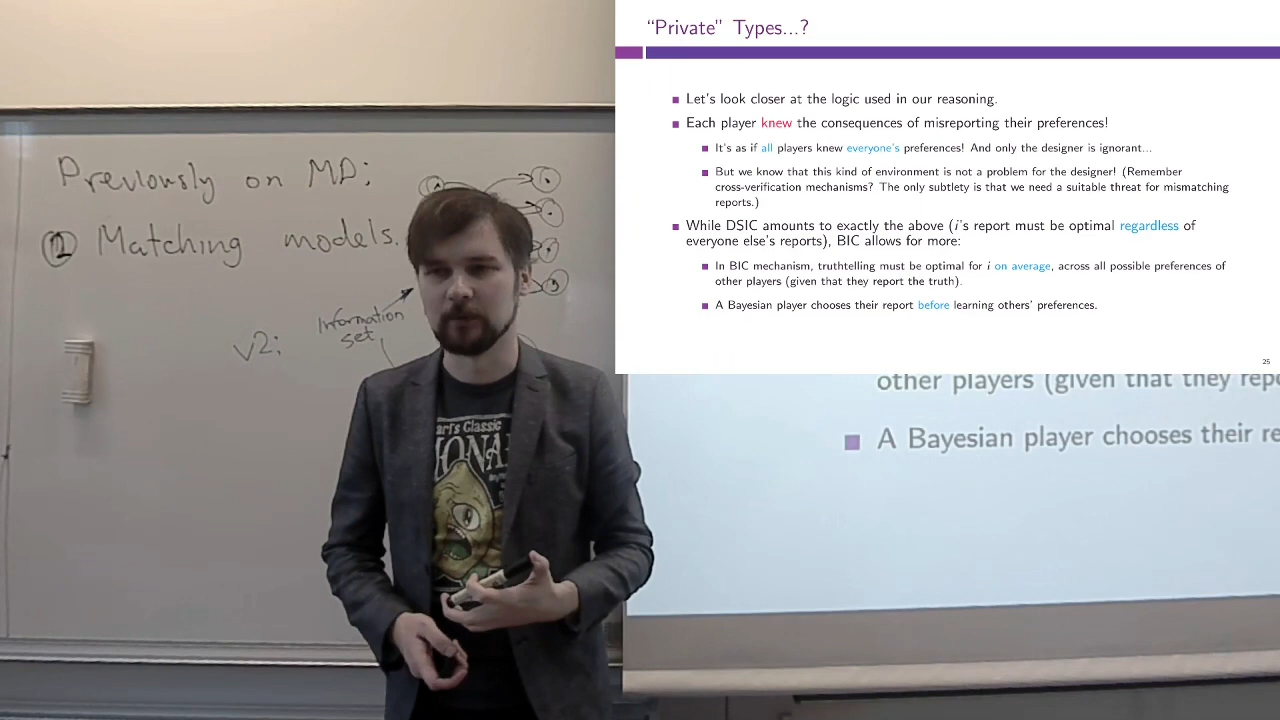 Previously on MD:
② Matching models.
Information
set
v2:
"Private" Types...?
Let's look closer at the logic used in our reasoning.
Each player knew the consequences of misreporting their preferences!
It's as if all players knew everyone's preferences! And only the designer is ignorant...
But we know that this kind of environment is not a problem for the designer! (Remember
cross-verification mechanisms? The only subtlety is that we need a suitable threat for mismatching
reports.)
While DSIC amounts to exactly the above (i's report must be optimal regardless of
everyone else's reports), BIC allows for more:
In BIC mechanism, truthtelling must be optimal for i on average, across all possible preferences of
other players (given that they report the truth).
A Bayesian player chooses their report before learning others' preferences.
25
other players (given that they repo
A Bayesian player chooses their re
arl's Classic
MONA